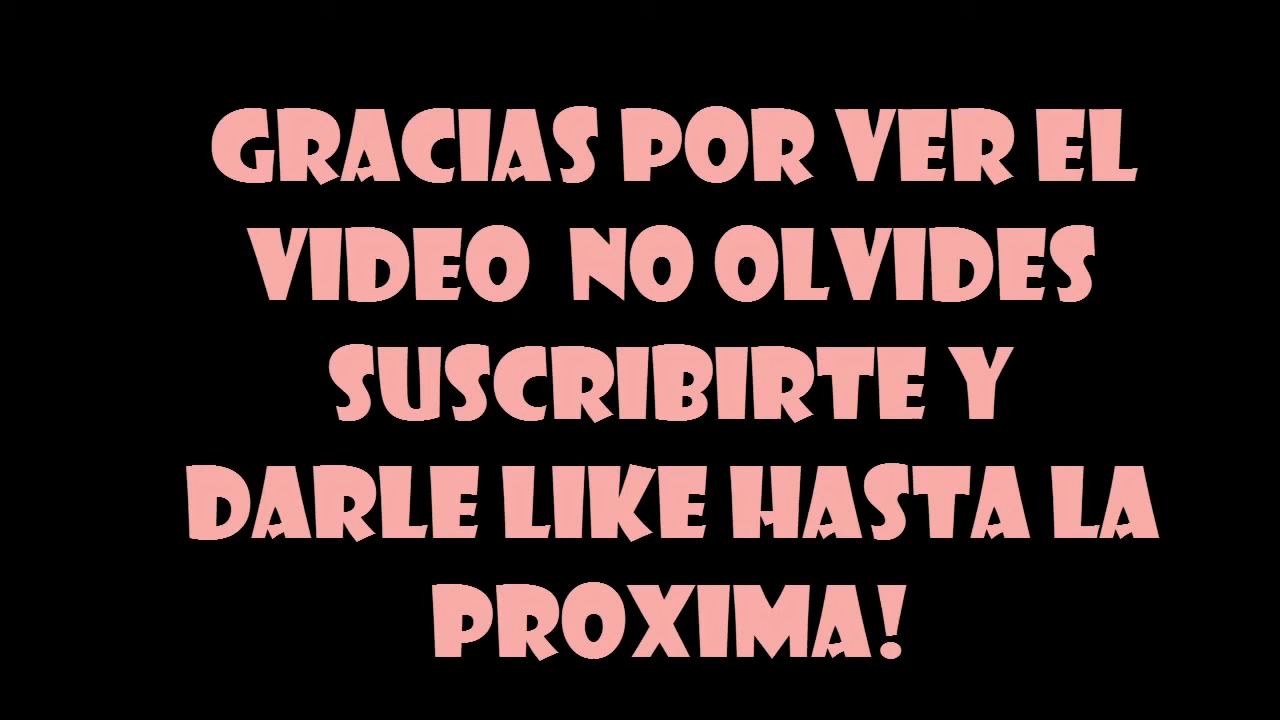 GRACIAS POR VER EL
VIDEO  NO OLVIDES
SUSCRIBIRTE Y
DARLE LIKE HASTA LA
PROXIMA!